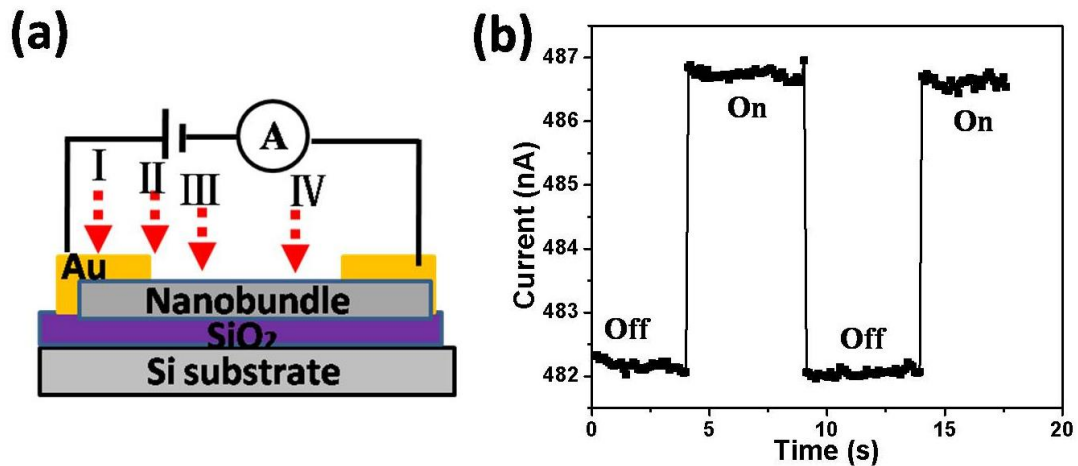 (a)
A
I
II
III
IV
Au
Nanobundle
SiO₂
Si substrate
(b)
487
486
485
484
483
482
Current (nA)
On
On
Off
Off
0
5
10
15
20
Time (s)